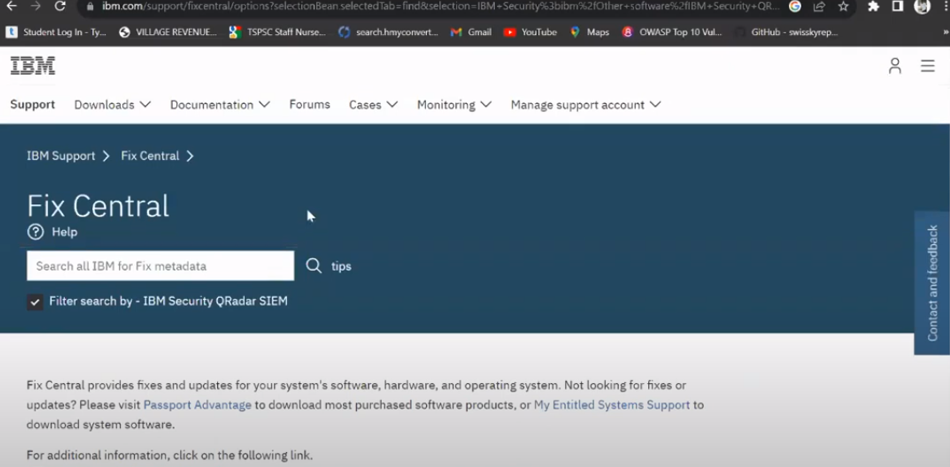 ibm.com/support/fixcentral/options?selectionBean.selectedTab=find&selection=IBM+Security%3bibm%2fOther+software%2fIBM+Security+QR...
Student Log In - Ty...
VILLAGE REVENUE...
TSPSC Staff Nurse...
search.hmyconvert...
Gmail
YouTube
Maps
OWASP Top 10 Vul...
GitHub - swisskyrep...
»
IBM
Support
Downloads
Documentation
Forums
Cases
Monitoring
Manage support account
IBM Support
Fix Central
Fix Central
Help
Search all IBM for Fix metadata
tips
Filter search by - IBM Security QRadar SIEM
Contact and feedback
Fix Central provides fixes and updates for your system's software, hardware, and operating system. Not looking for fixes or
updates? Please visit Passport Advantage to download most purchased software products, or My Entitled Systems Support to
download system software.
For additional information, click on the following link.